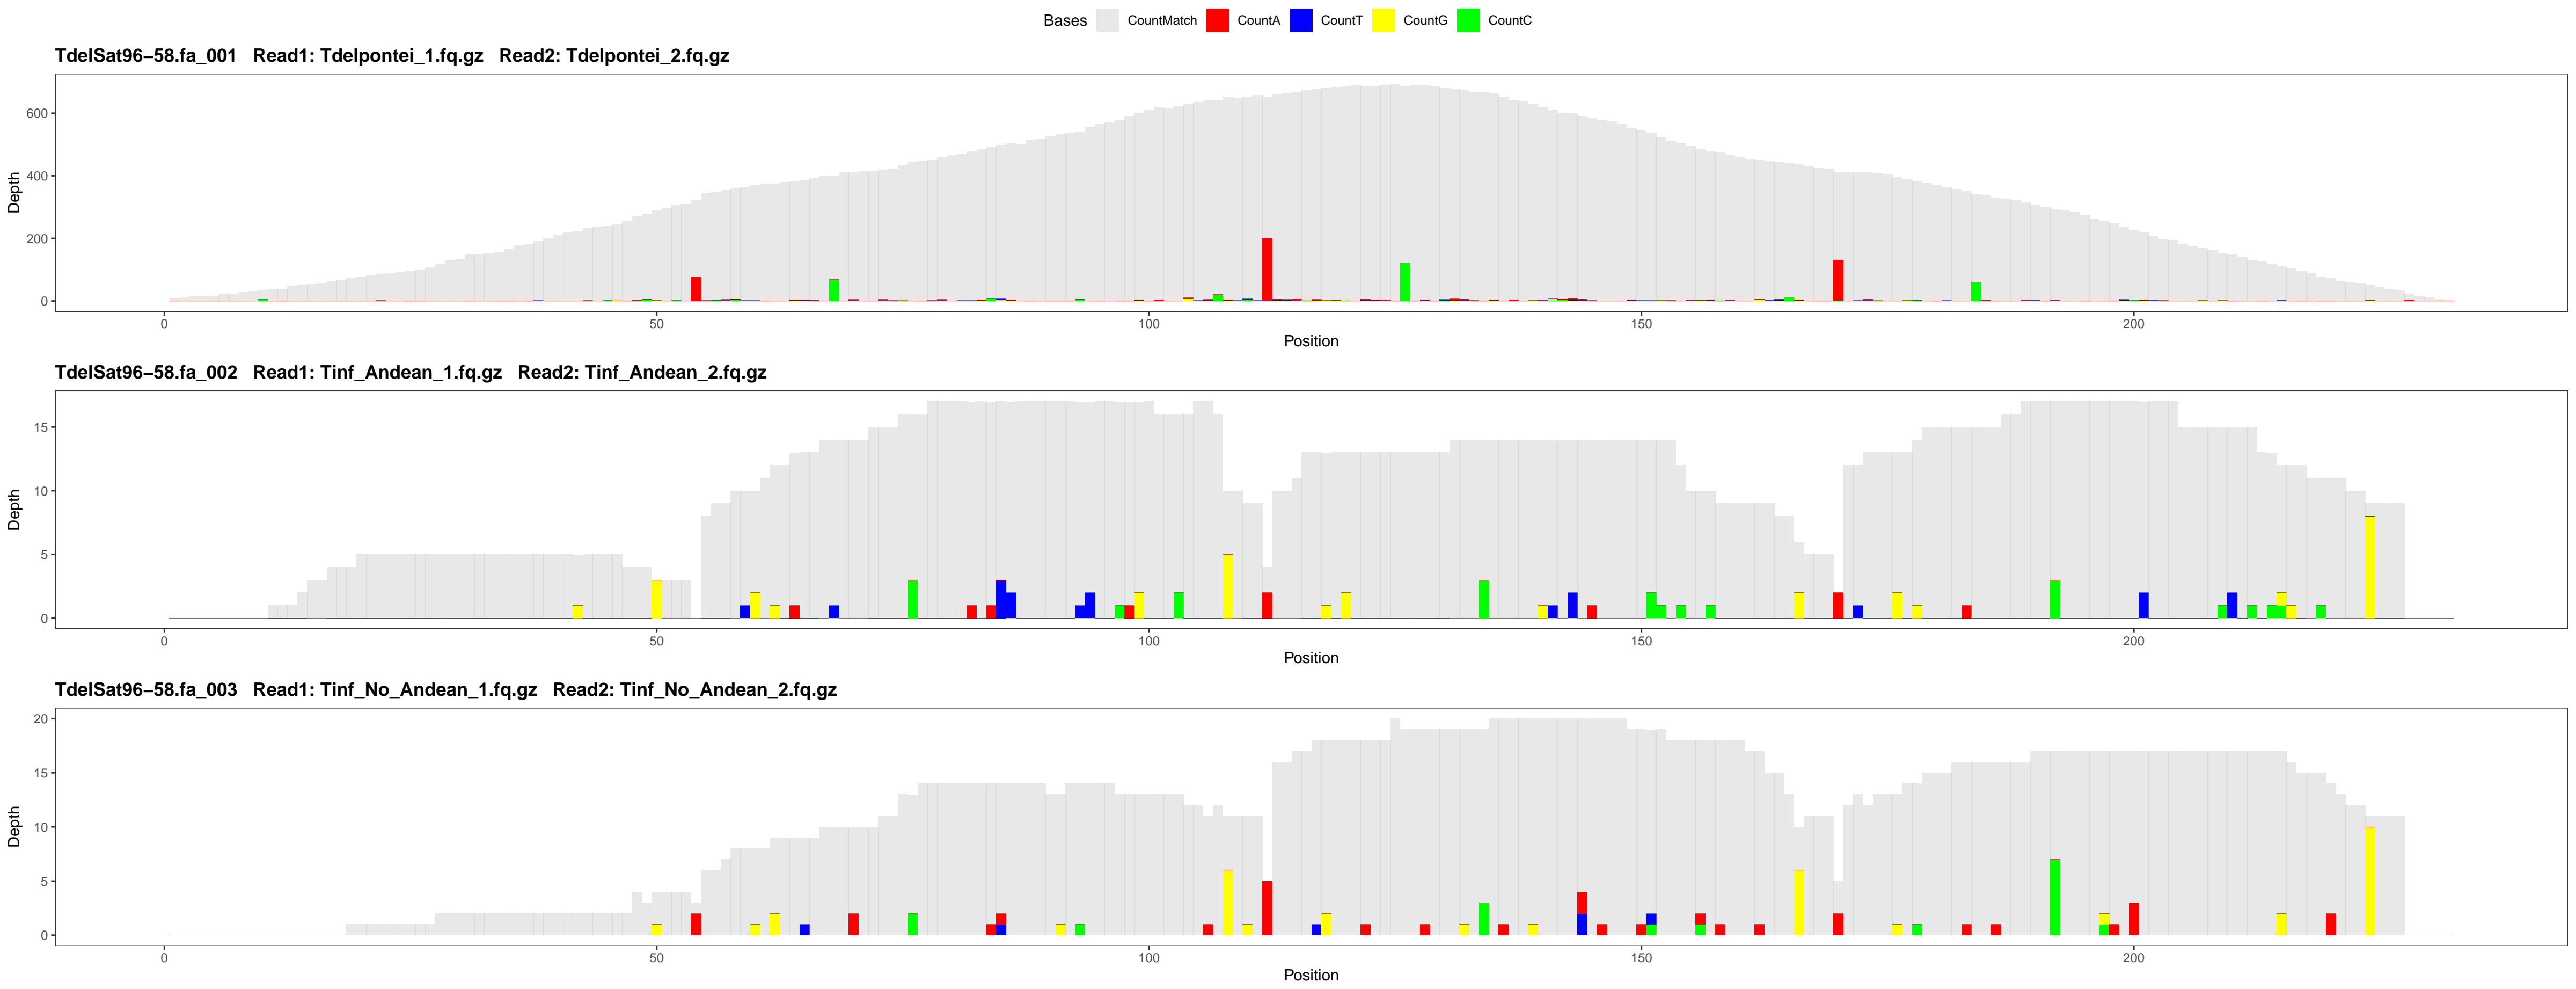 Bases CountMatch CountA CountT CountG CountC
TdelSat96−58.fa_001 Read1: Tdelpontei_1.fq.gz Read2: Tdelpontei_2.fq.gz
Depth
600
400
200
0
0 50 100 150 200
Position
TdelSat96−58.fa_002 Read1: Tinf_Andean_1.fq.gz Read2: Tinf_Andean_2.fq.gz
Depth
15
10
5
0
0 50 100 150 200
Position
TdelSat96−58.fa_003 Read1: Tinf_No_Andean_1.fq.gz Read2: Tinf_No_Andean_2.fq.gz
Depth
20
15
10
5
0
0 50 100 150 200
Position